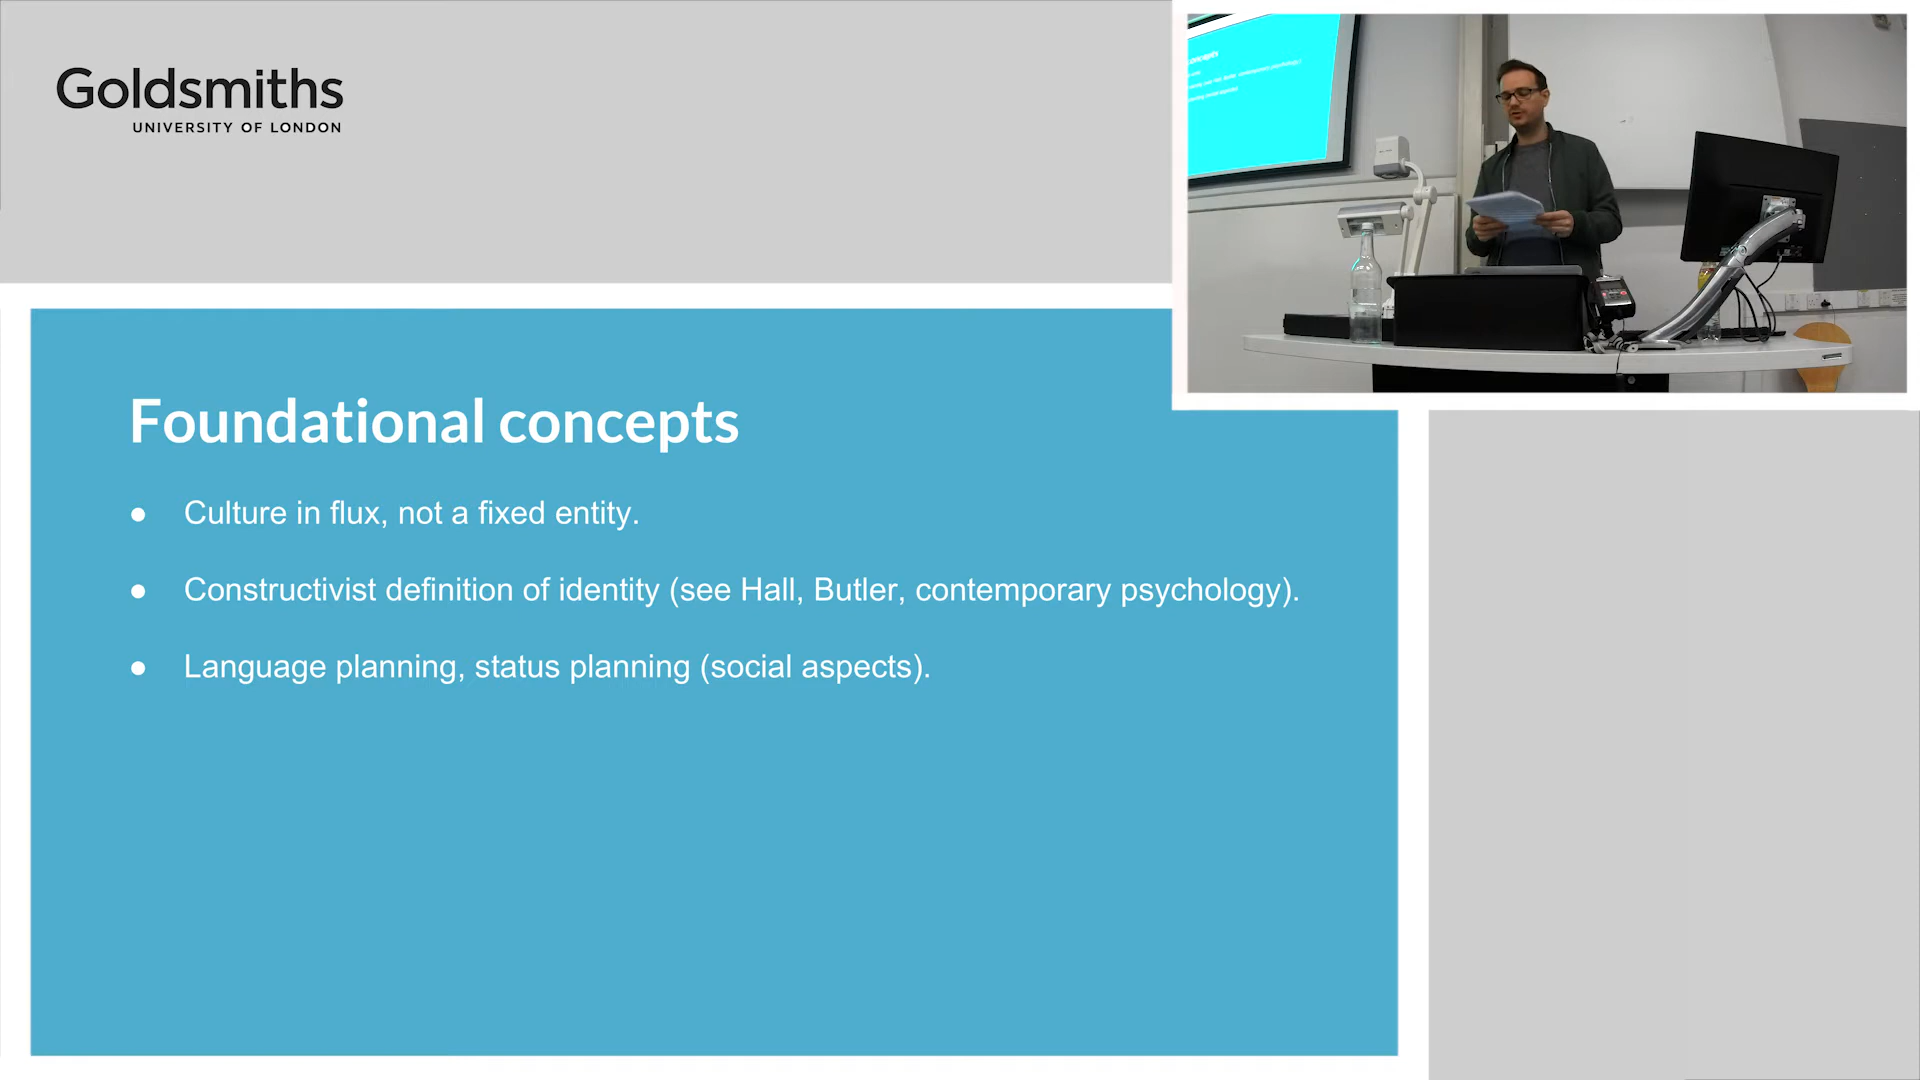 Goldsmiths
UNIVERSITY OF LONDON
Foundational concepts
● Culture in flux, not a fixed entity.
● Constructivist definition of identity (see Hall, Butler, contemporary psychology).
● Language planning, status planning (social aspects).